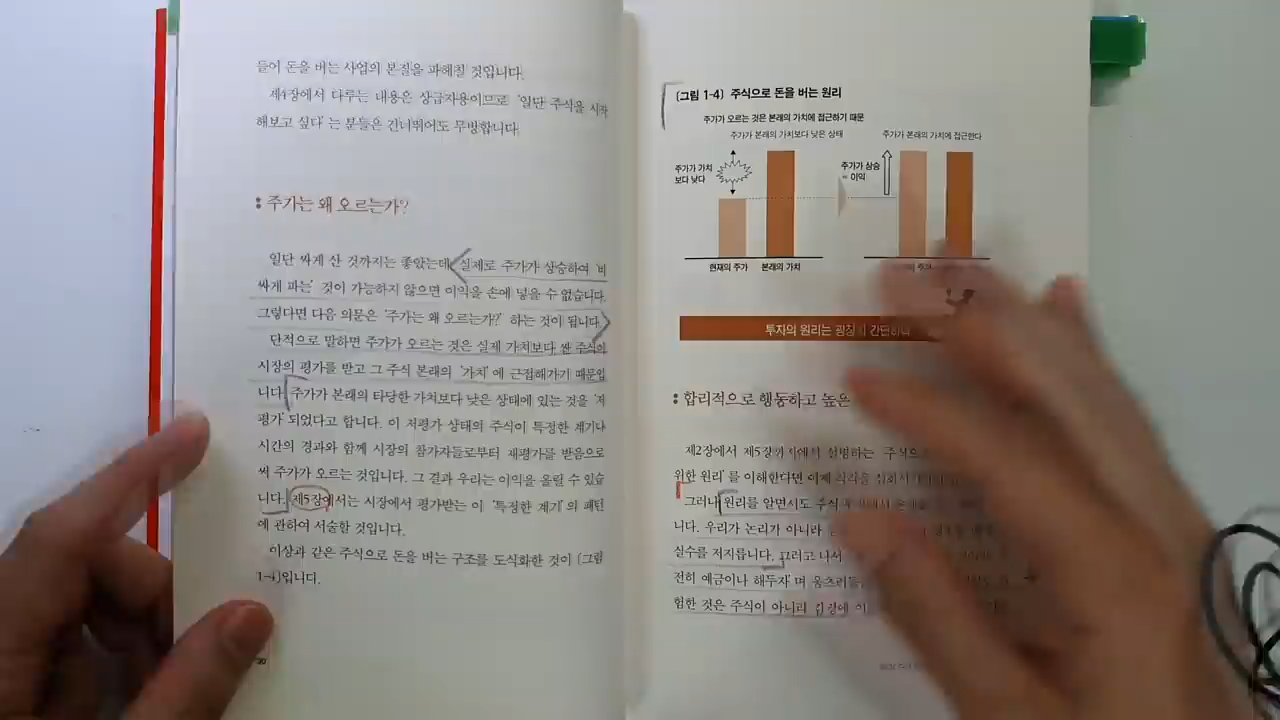 들어 돈을 버는 사업의 본질을 파헤칠 것입니다.
제4장에서 다루는 내용은 상급자용이므로 '일단 주식을 시작
해보고 싶다'는 분들은 건너뛰어도 무방합니다.
주가는 왜 오르는가?
일단 싸게 산 것까지는 좋았는데 실제로 주가가 상승하여 '비
싸게 파는' 것이 가능하지 않으면 이익을 손에 넣을 수 없습니다.
그렇다면 다음 의문은 '주가는 왜 오르는가?' 하는 것이 됩니다.
단적으로 말하면 주가가 오르는 것은 실제 가치보다 싼 주식이
시장의 평가를 받고 그 주식 본래의 '가치'에 근접해가기 때문입
니다. 주가가 본래의 타당한 가치보다 낮은 상태에 있는 것을 '저
평가'되었다고 합니다. 이 저평가 상태의 주식이 특정한 계기나
시간의 경과와 함께 시장의 참가자들로부터 재평가를 받음으로
써 주가가 오르는 것입니다. 그 결과 우리는 이익을 올릴 수 있습
니다. 제5장에서는 시장에서 평가받는 이 '특정한 계기'의 패턴
에 관하여 서술할 것입니다.
이상과 같은 주식으로 돈을 버는 구조를 도식화한 것이 [그림
1-4]입니다.
30
[그림 1-4] 주식으로 돈을 버는 원리
주가가 오르는 것은 본래의 가치에 접근하기 때문
주가가 본래의 가치보다 낮은 상태
주가가 본래의 가치에 접근한다
주가가 가치
보다 낮다
주가가 상승
= 이익
현재의 주가 본래의 가치
투자의 원리는 굉장히
합리적으로 행동하고 높은
제2장에서 제5장까지에서 설명하는 '주식으
위한 원리'를 이해한다면 이제
그러나 원리를 알면서도 주식
니다. 우리가 논리가 아니라
실수를 저지릅니다. 그러고 나서
전히 예금이나 해두자'며
험한 것은 주식이 아니라